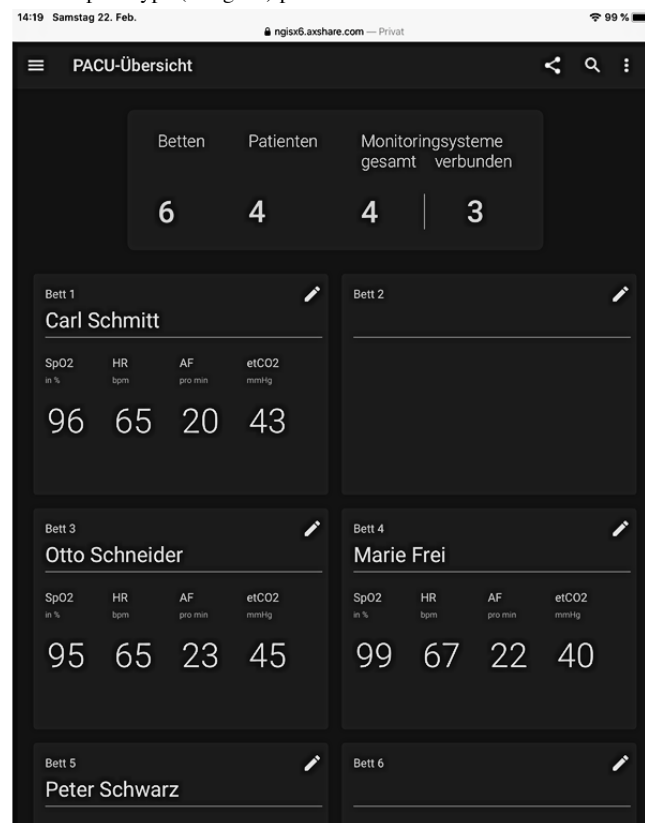 14:19 Samstag 22. Feb.
99 %
ngisx6.axshare.com — Privat
PACU-Übersicht
Betten Patienten Monitoringsysteme
gesamt verbunden
6 4 4 3
Bett 1
Carl Schmitt
SpO2 HR AF etCO2
in % bpm pro min mmHg
96 65 20 43
Bett 2
Bett 3
Otto Schneider
SpO2 HR AF etCO2
in % bpm pro min mmHg
95 65 23 45
Bett 4
Marie Frei
SpO2 HR AF etCO2
in % bpm pro min mmHg
99 67 22 40
Bett 5
Peter Schwarz
Bett 6